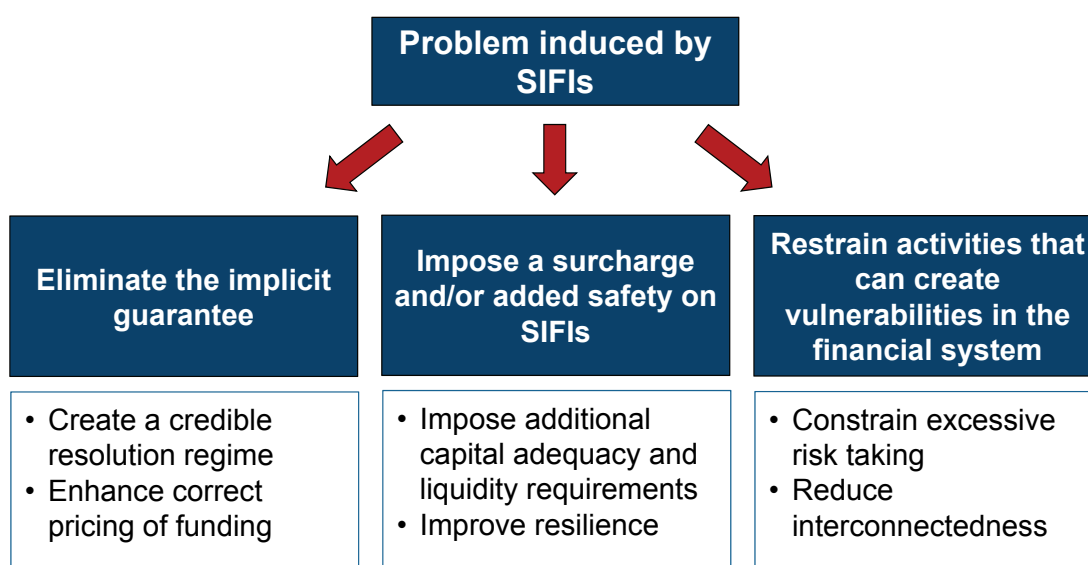 Problem induced by
SIFIs
Eliminate the implicit
guarantee
• Create a credible
resolution regime
• Enhance correct
pricing of funding
Impose a surcharge
and/or added safety on
SIFIs
• Impose additional
capital adequacy and
liquidity requirements
• Improve resilience
Restrain activities that
can create
vulnerabilities in the
financial system
• Constrain excessive
risk taking
• Reduce
interconnectedness